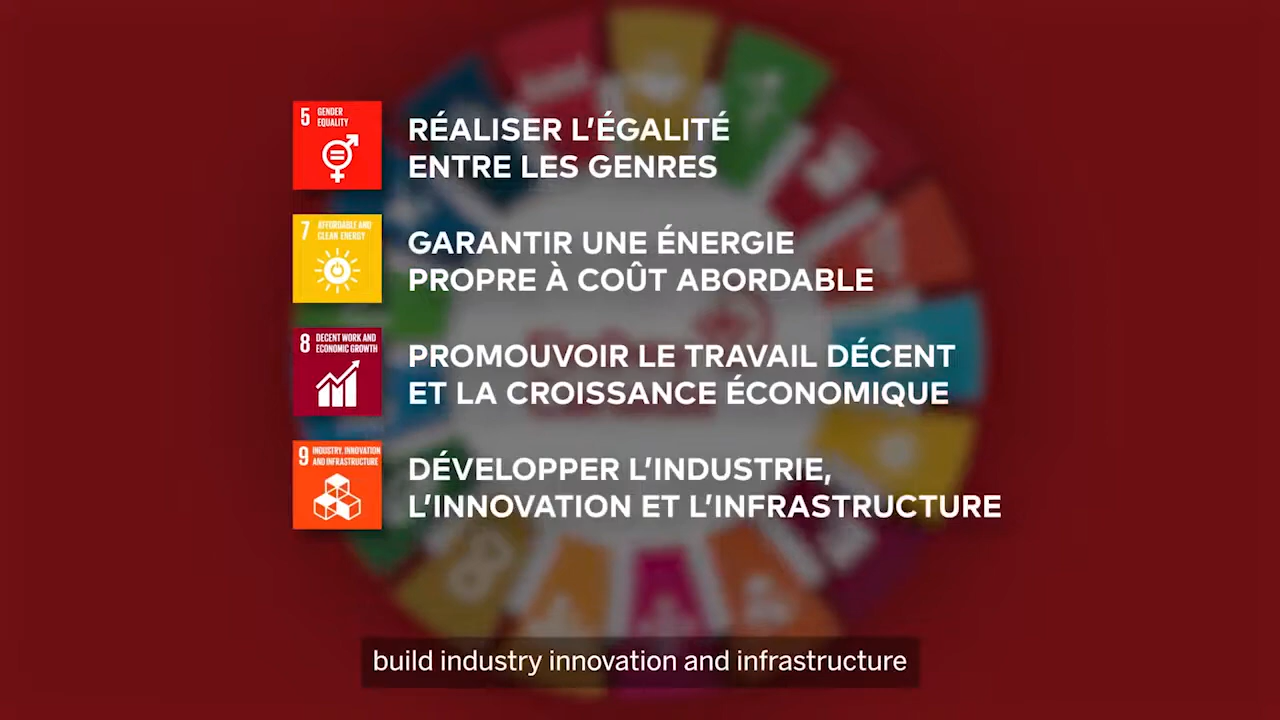 5 GENDER
EQUALITY
RÉALISER L'ÉGALITÉ
ENTRE LES GENRES
7 AFFORDABLE AND
CLEAN ENERGY
GARANTIR UNE ÉNERGIE
PROPRE À COÛT ABORDABLE
8 DECENT WORK AND
ECONOMIC GROWTH
PROMOUVOIR LE TRAVAIL DÉCENT
ET LA CROISSANCE ÉCONOMIQUE
9 INDUSTRY, INNOVATION
AND INFRASTRUCTURE
DÉVELOPPER L'INDUSTRIE,
L'INNOVATION ET L'INFRASTRUCTURE
build industry innovation and infrastructure